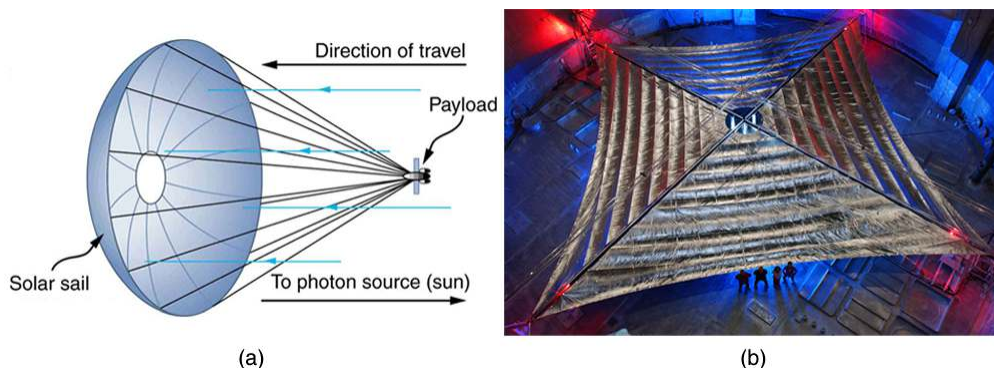 Direction of travel
Payload
Solar sail
To photon source (sun)
(a)
(b)